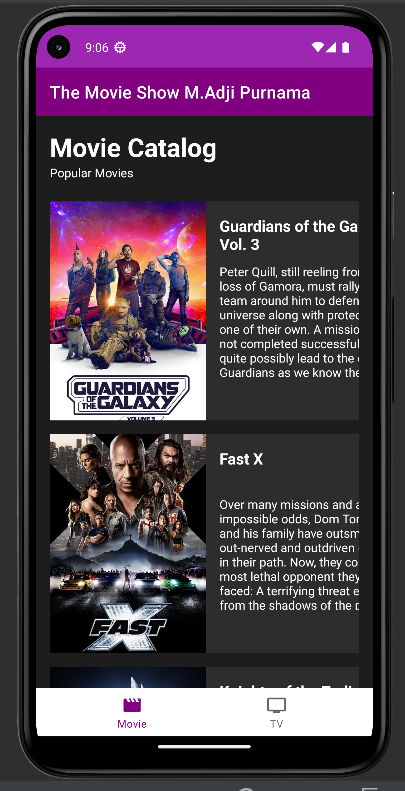 9:06
The Movie Show M.Adji Purnama
Movie Catalog
Popular Movies
Guardians of the Ga
Vol. 3
Peter Quill, still reeling fro
loss of Gamora, must rally
team around him to defen
universe along with protec
one of their own. A missio
not completed successful
quite possibly lead to the
Guardians as we know the
GUARDIANS
OF THE GALAXY
VOLUME 3
Fast X
Over many missions and a
impossible odds, Dom Tor
and his family have outsm
out-nerved and outdriven
in their path. Now, they co
most lethal opponent they
faced: A terrifying threat e
from the shadows of the p
FAST X
Movie
TV